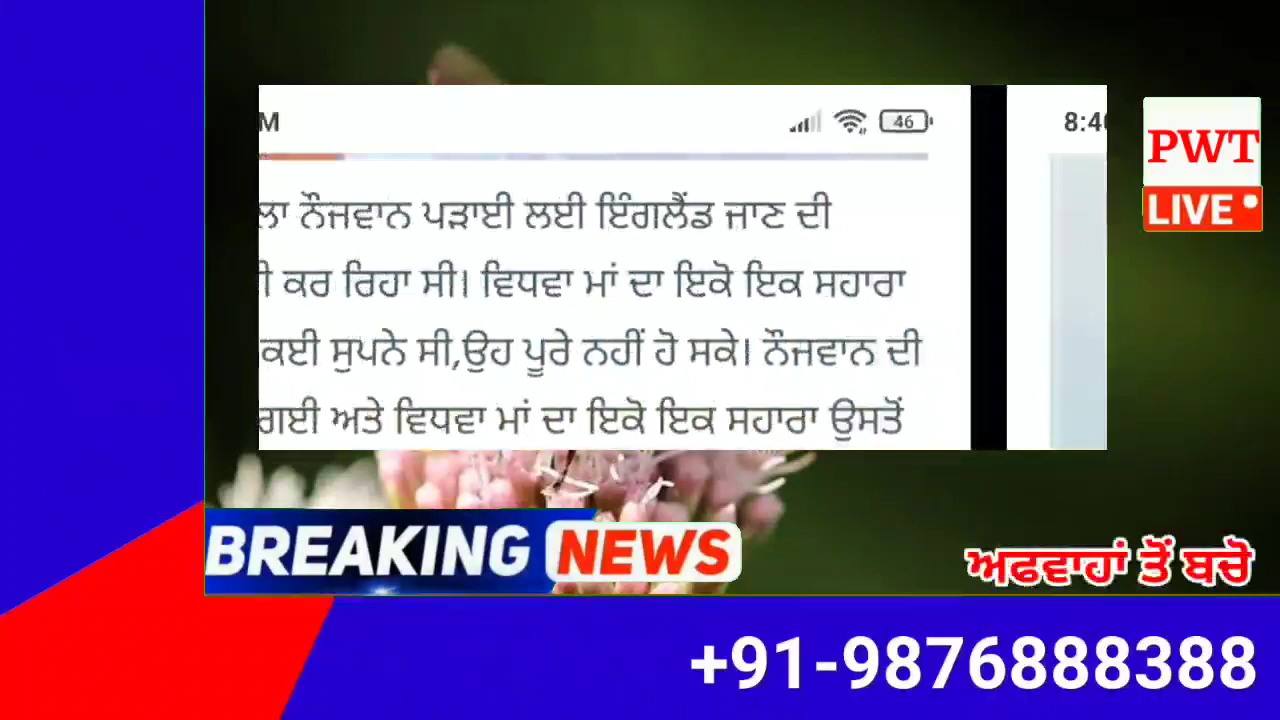 M
46
8:4
PWT
LIVE
ਲਾ ਨੌਜਵਾਨ ਪੜਾਈ ਲਈ ਇੰਗਲੈਂਡ ਜਾਣ ਦੀ
ੀ ਕਰ ਰਿਹਾ ਸੀ। ਵਿਧਵਾ ਮਾਂ ਦਾ ਇਕੋ ਇਕ ਸਹਾਰਾ
ਕਈ ਸੁਪਨੇ ਸੀ,ਉਹ ਪੂਰੇ ਨਹੀਂ ਹੋ ਸਕੇ। ਨੌਜਵਾਨ ਦੀ
ਗਈ ਅਤੇ ਵਿਧਵਾ ਮਾਂ ਦਾ ਇਕੋ ਇਕ ਸਹਾਰਾ ਉਸਤੋਂ
BREAKING NEWS
ਅਫਵਾਹਾਂ ਤੋਂ ਬਚੋ
+91-9876888388